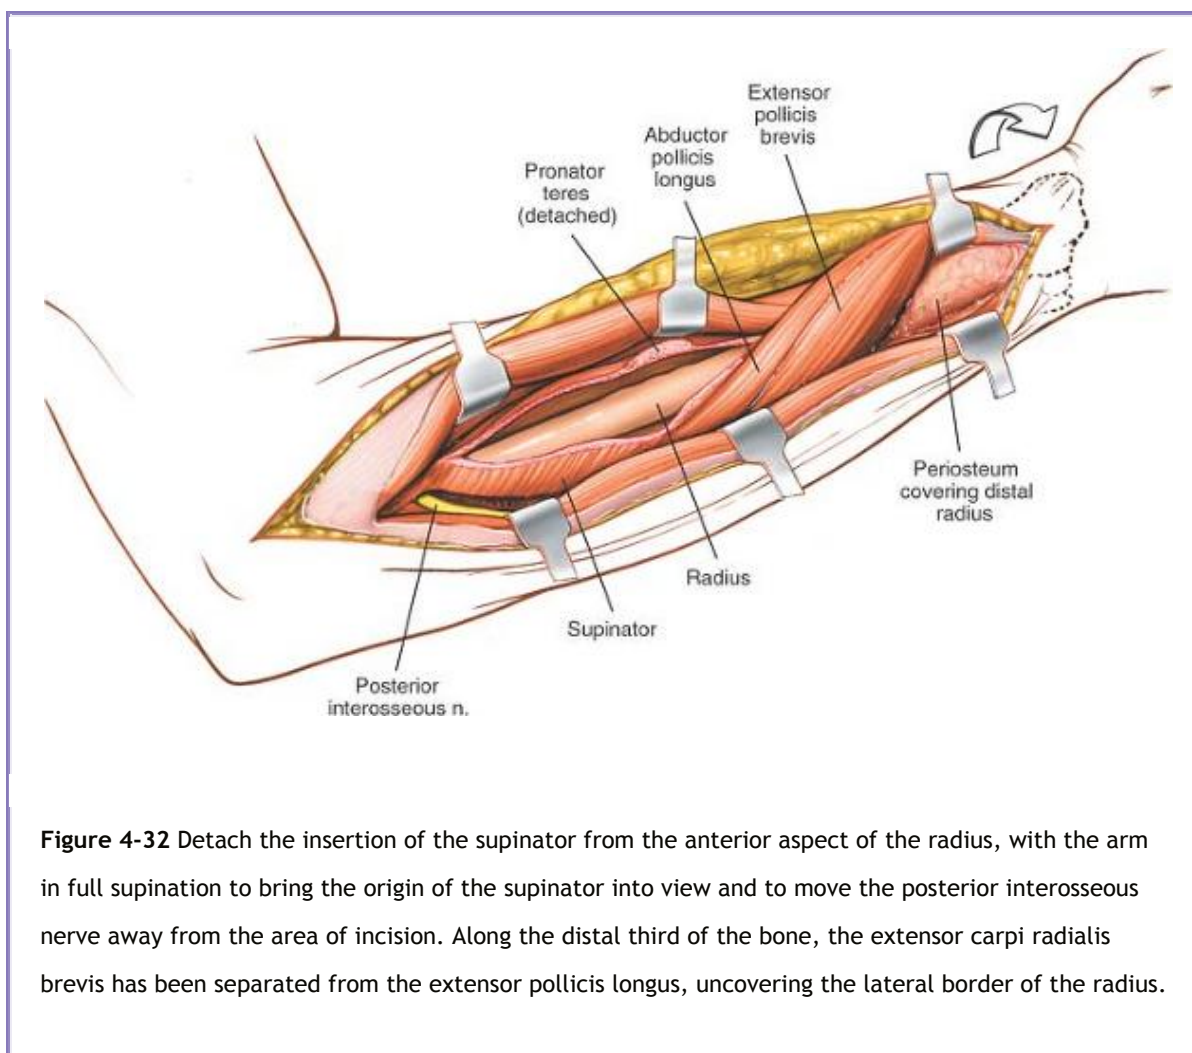 Extensor
pollicis
brevis
Abductor
pollicis
longus
Pronator
teres
(detached)
Periosteum
covering distal
radius
Radius
Supinator
Posterior
interosseous n.
Figure 4-32 Detach the insertion of the supinator from the anterior aspect of the radius, with the arm
in full supination to bring the origin of the supinator into view and to move the posterior interosseous
nerve away from the area of incision. Along the distal third of the bone, the extensor carpi radialis
brevis has been separated from the extensor pollicis longus, uncovering the lateral border of the radius.